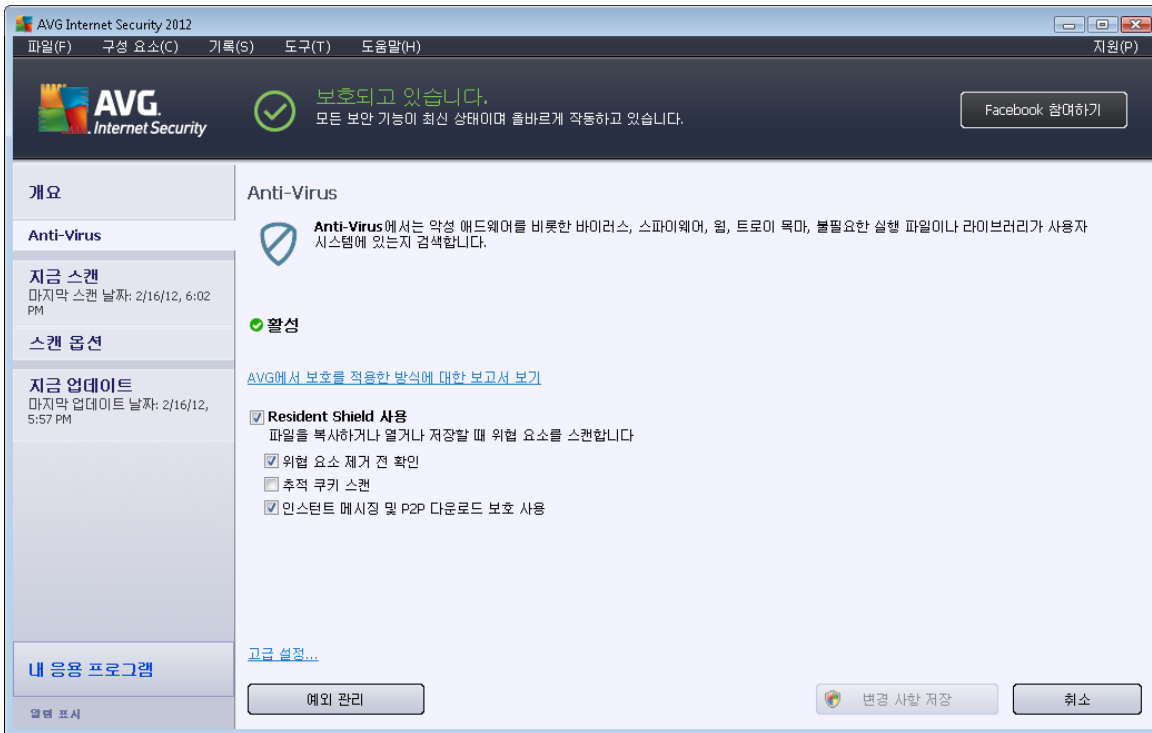 AVG Internet Security 2012
파일(F) 구성 요소(C) 기록(S) 도구(T) 도움말(H) 지원(P)
AVG.
Internet Security
보호되고 있습니다.
모든 보안 기능이 최신 상태이며 올바르게 작동하고 있습니다.
Facebook 참여하기
개요
Anti-Virus
지금 스캔
마지막 스캔 날짜: 2/16/12, 6:02
PM
스캔 옵션
지금 업데이트
마지막 업데이트 날짜: 2/16/12,
5:57 PM
내 응용 프로그램
알림 표시
Anti-Virus
Anti-Virus에서는 악성 애드웨어를 비롯한 바이러스, 스파이웨어, 웜, 트로이 목마, 불필요한 실행 파일이나 라이브러리가 사용자
시스템에 있는지 검색합니다.
활성
AVG에서 보호를 적용한 방식에 대한 보고서 보기
Resident Shield 사용
파일을 복사하거나 열거나 저장할 때 위협 요소를 스캔합니다
위협 요소 제거 전 확인
추적 쿠키 스캔
인스턴트 메시징 및 P2P 다운로드 보호 사용
고급 설정...
예외 관리
변경 사항 저장
취소